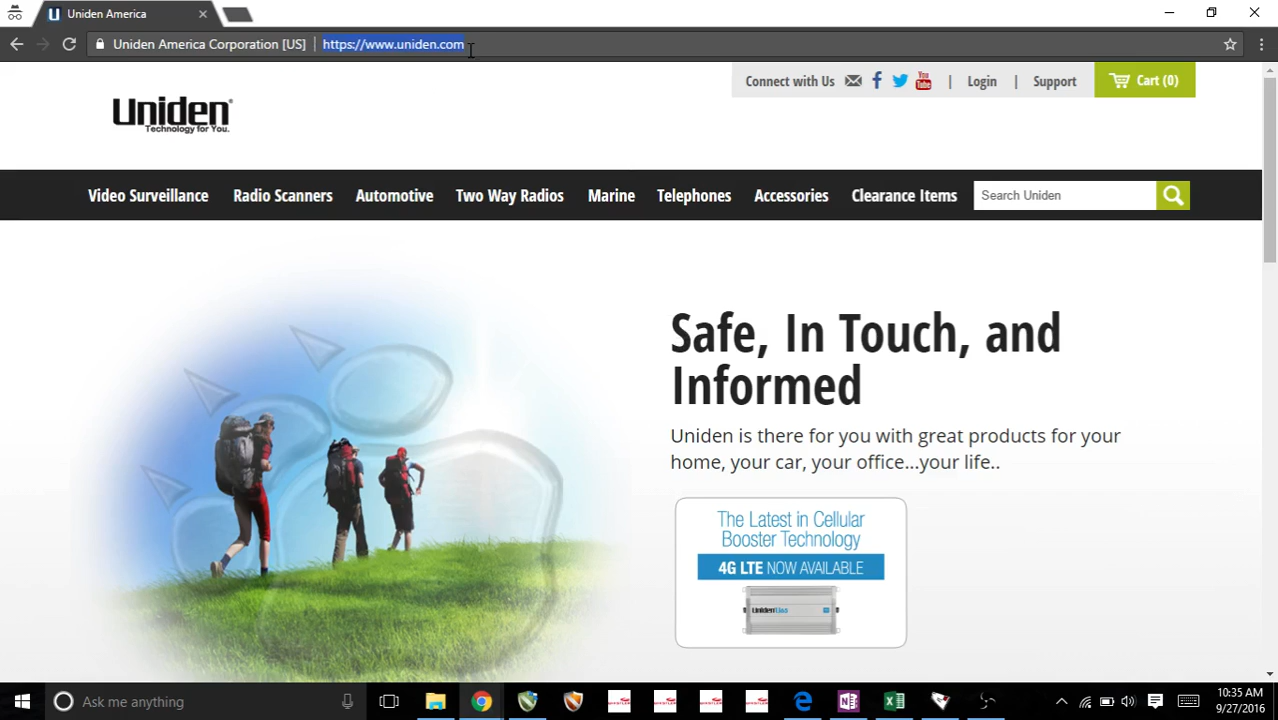 Uniden America
Uniden America Corporation [US] https://www.uniden.com
Connect with Us | Login | Support Cart (0)
You Tube
Uniden®
Technology for You.
Video Surveillance Radio Scanners Automotive Two Way Radios Marine Telephones Accessories Clearance Items Search Uniden
Safe, In Touch, and
Informed
Uniden is there for you with great products for your
home, your car, your office...your life..
The Latest in Cellular
Booster Technology
4G LTE NOW AVAILABLE
Uniden
Ask me anything
10:35 AM
9/27/2016